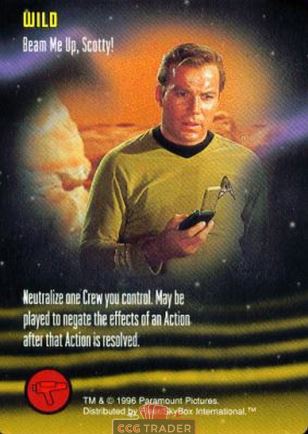 WILD
Beam Me Up, Scotty!
Neutralize one Crew you control. May be
played to negate the effects of an Action
after that Action is resolved.
TM & © 1996 Paramount Pictures.
Distributed by SkyBox International.™
CCG TRADER